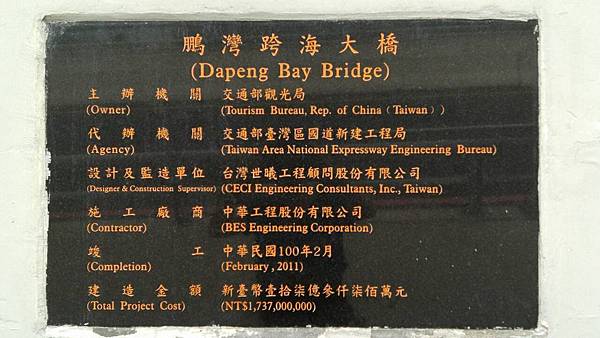 鵬灣跨海大橋
(Dapeng Bay Bridge)
主辦機關 交通部觀光局
(Owner) (Tourism Bureau, Rep. of China (Taiwan))
代辦機關 交通部臺灣區國道新建工程局
(Agency) (Taiwan Area National Expressway Engineering Bureau)
設計及監造單位 台灣世曦工程顧問股份有限公司
(Designer & Construction Supervisor) (CECI Engineering Consultants, Inc., Taiwan)
施工廠商 中華工程股份有限公司
(Contractor) (BES Engineering Corporation)
竣工 中華民國100年2月
(Completion) (February, 2011)
建造金額 新臺幣壹拾柒億參仟柒佰萬元
(Total Project Cost) (NT$1,737,000,000)